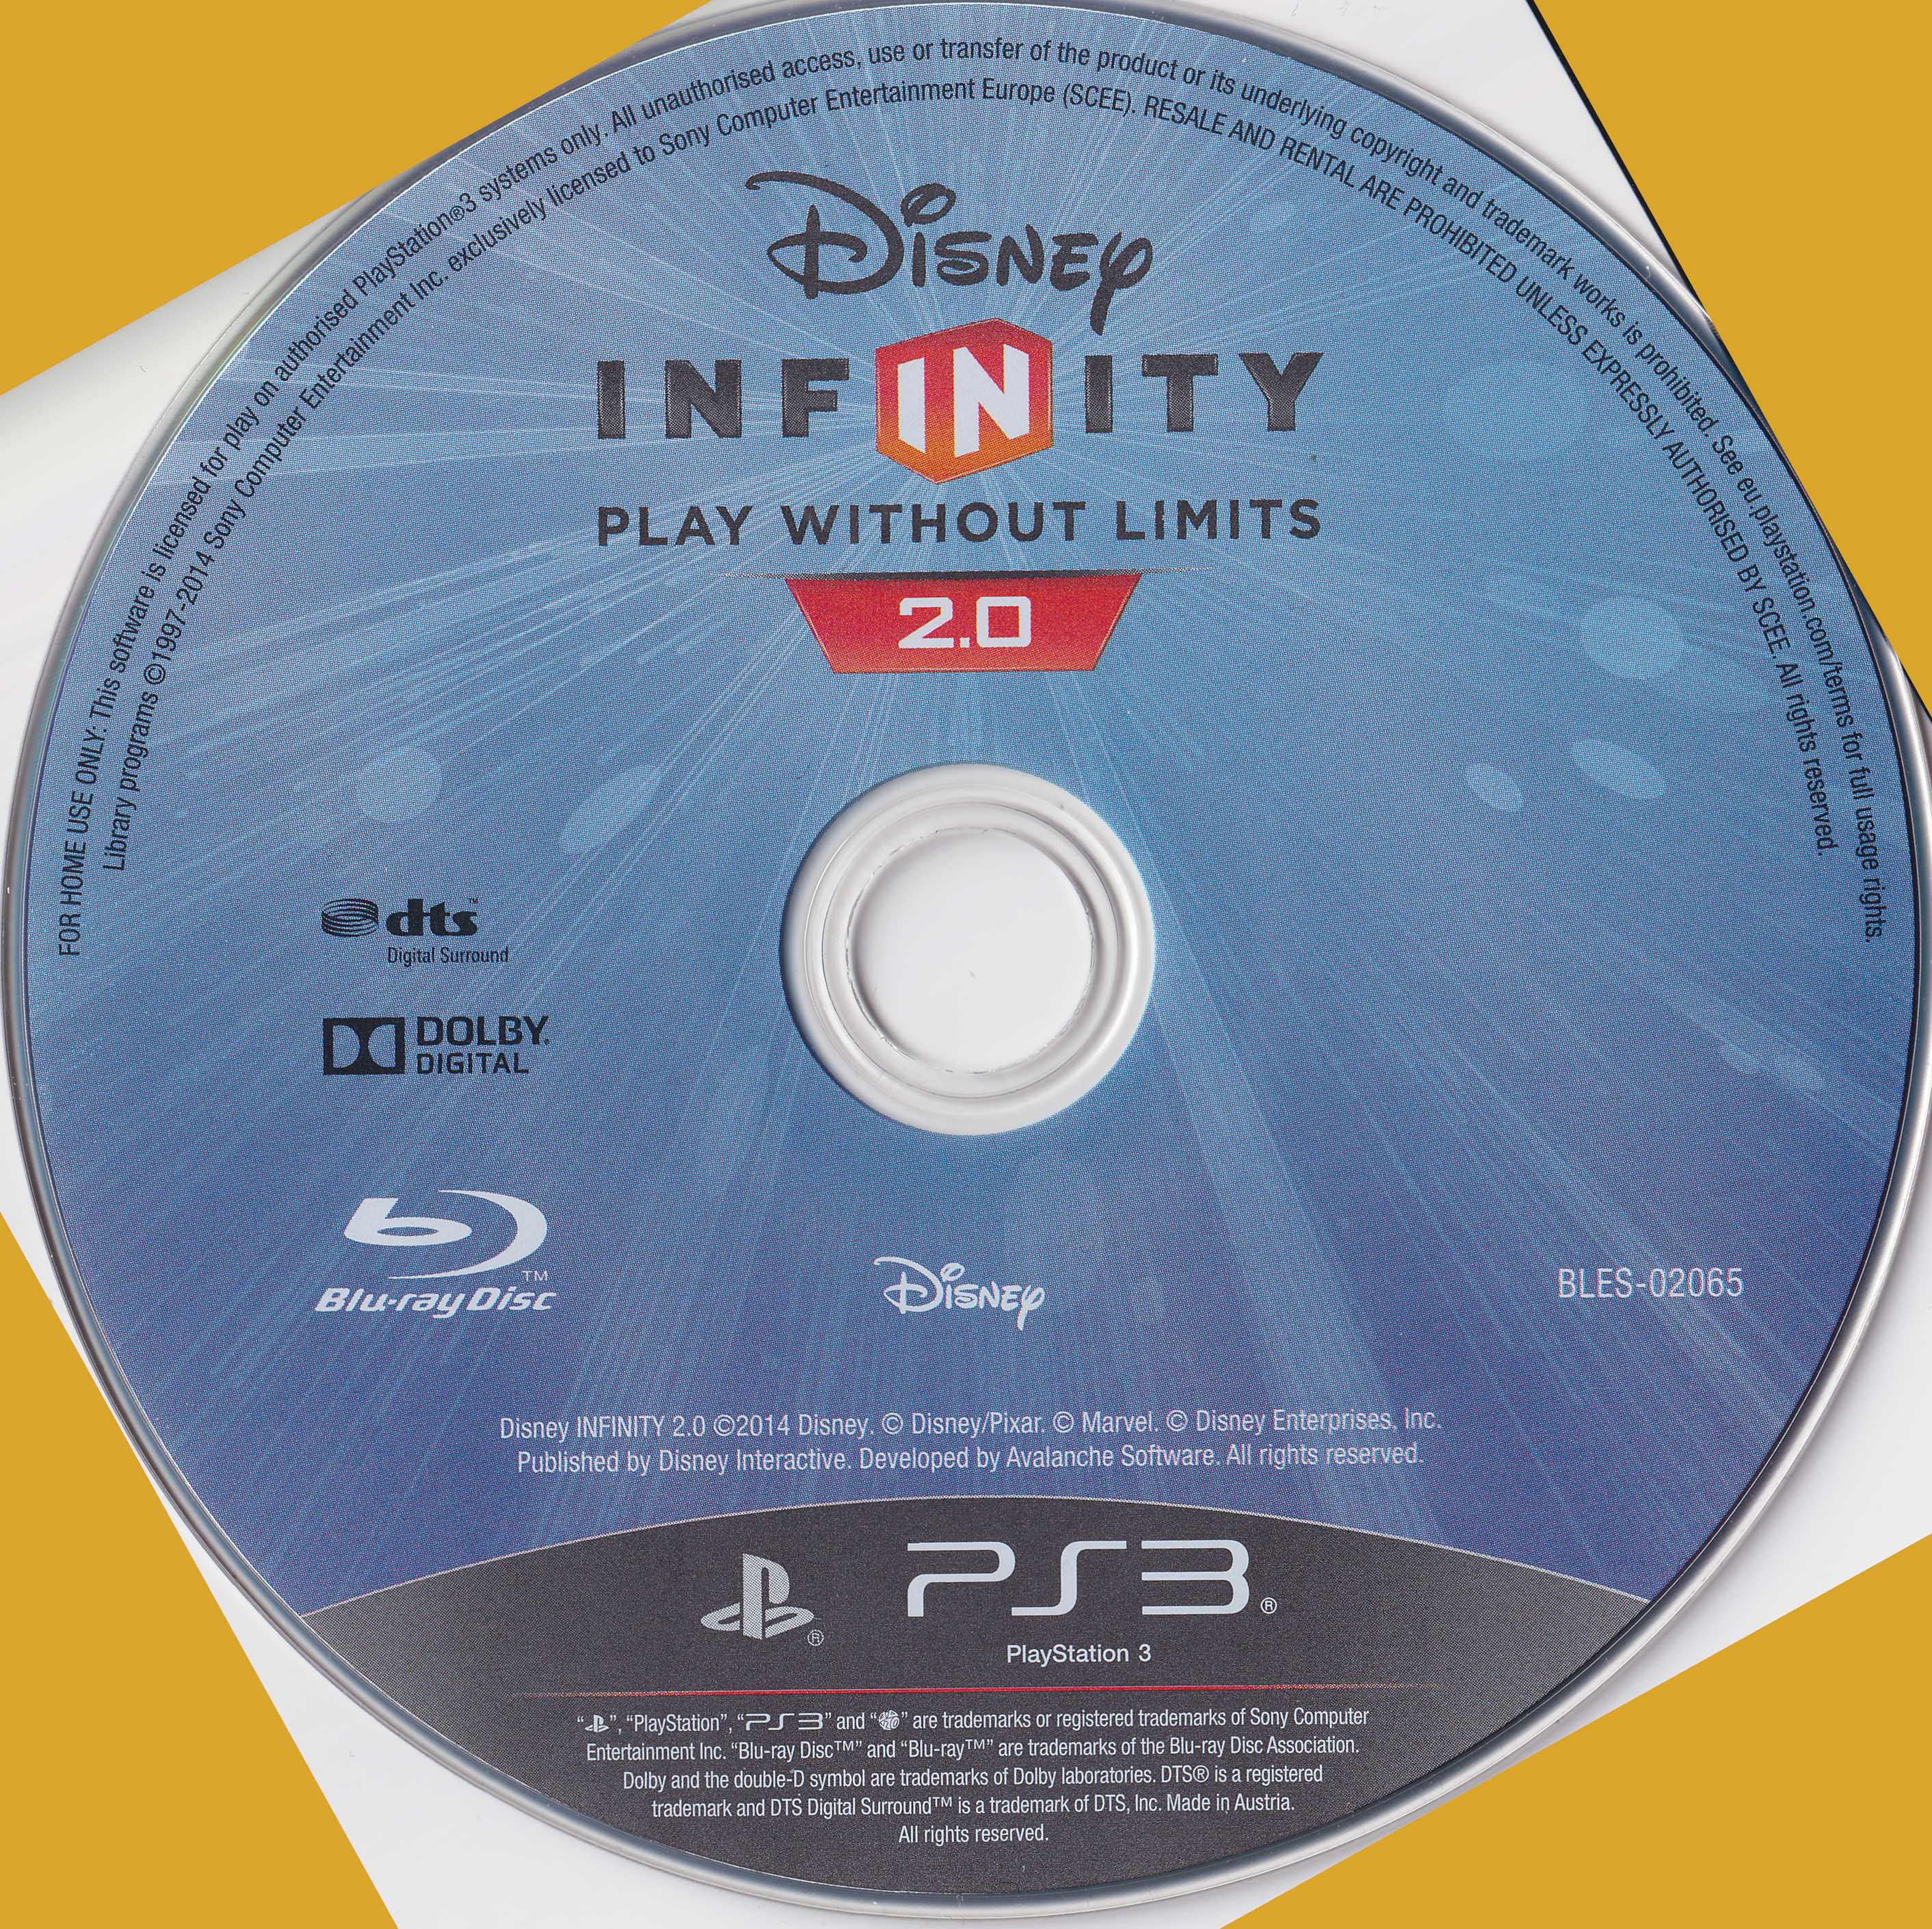 FOR HOME USE ONLY: This software is licensed for play on authorised PlayStation®3 systems only. All unauthorised access, use or transfer of the product or its underlying copyright and trademark works is prohibited. See eu.playstation.com/terms for full usage rights.
Library programs ©1997-2014 Sony Computer Entertainment Inc. exclusively licensed to Sony Computer Entertainment Europe (SCEE). RESALE AND RENTAL ARE PROHIBITED UNLESS EXPRESSLY AUTHORISED BY SCEE. All rights reserved.
Disney
INFINITY
PLAY WITHOUT LIMITS
2.0
dts™
Digital Surround
DOLBY®
DIGITAL
Blu-ray Disc™
Disney
BLES-02065
Disney INFINITY 2.0 ©2014 Disney. © Disney/Pixar. © Marvel. © Disney Enterprises, Inc.
Published by Disney Interactive. Developed by Avalanche Software. All rights reserved.
PS3®
PlayStation 3
“ ”, “PlayStation”, “PS3” and “ ” are trademarks or registered trademarks of Sony Computer
Entertainment Inc. “Blu-ray Disc™” and “Blu-ray™” are trademarks of the Blu-ray Disc Association.
Dolby and the double-D symbol are trademarks of Dolby laboratories. DTS® is a registered
trademark and DTS Digital Surround™ is a trademark of DTS, Inc. Made in Austria.
All rights reserved.